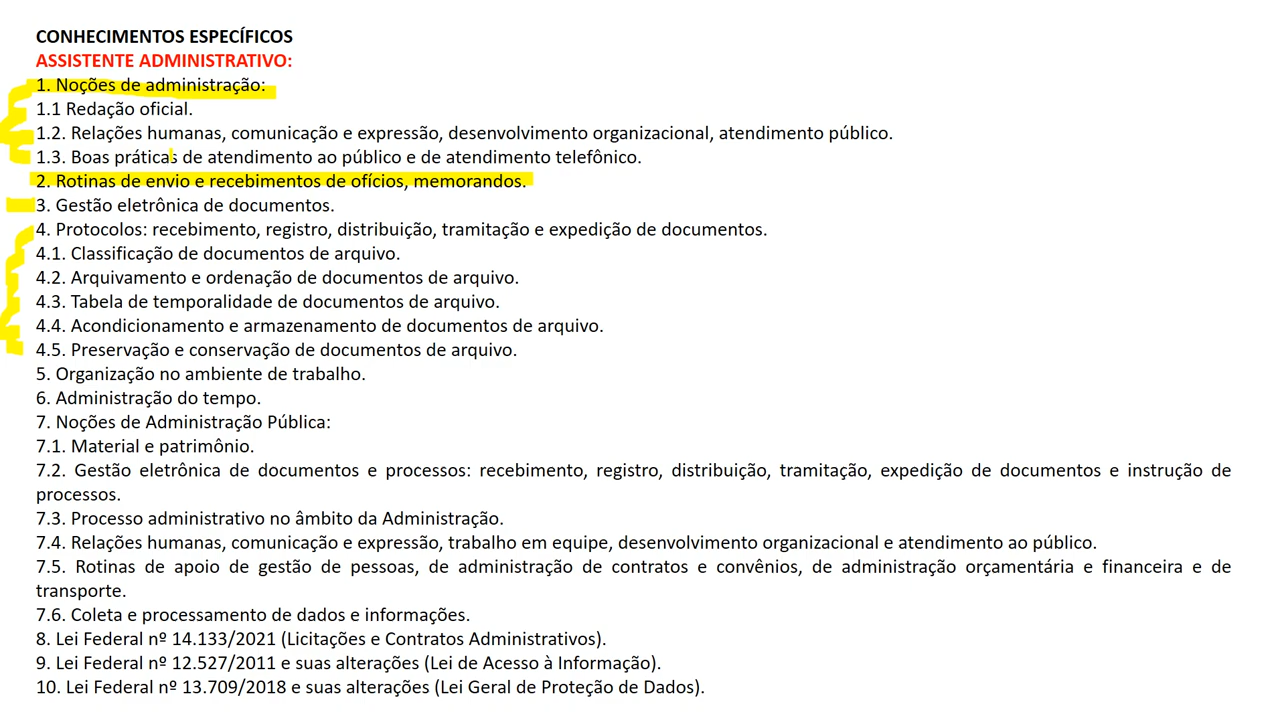 CONHECIMENTOS ESPECÍFICOS
ASSISTENTE ADMINISTRATIVO:
1. Noções de administração:
1.1 Redação oficial.
1.2. Relações humanas, comunicação e expressão, desenvolvimento organizacional, atendimento público.
1.3. Boas práticas de atendimento ao público e de atendimento telefônico.
2. Rotinas de envio e recebimentos de ofícios, memorandos.
3. Gestão eletrônica de documentos.
4. Protocolos: recebimento, registro, distribuição, tramitação e expedição de documentos.
4.1. Classificação de documentos de arquivo.
4.2. Arquivamento e ordenação de documentos de arquivo.
4.3. Tabela de temporalidade de documentos de arquivo.
4.4. Acondicionamento e armazenamento de documentos de arquivo.
4.5. Preservação e conservação de documentos de arquivo.
5. Organização no ambiente de trabalho.
6. Administração do tempo.
7. Noções de Administração Pública:
7.1. Material e patrimônio.
7.2. Gestão eletrônica de documentos e processos: recebimento, registro, distribuição, tramitação, expedição de documentos e instrução de
processos.
7.3. Processo administrativo no âmbito da Administração.
7.4. Relações humanas, comunicação e expressão, trabalho em equipe, desenvolvimento organizacional e atendimento ao público.
7.5. Rotinas de apoio de gestão de pessoas, de administração de contratos e convênios, de administração orçamentária e financeira e de
transporte.
7.6. Coleta e processamento de dados e informações.
8. Lei Federal nº 14.133/2021 (Licitações e Contratos Administrativos).
9. Lei Federal nº 12.527/2011 e suas alterações (Lei de Acesso à Informação).
10. Lei Federal nº 13.709/2018 e suas alterações (Lei Geral de Proteção de Dados).